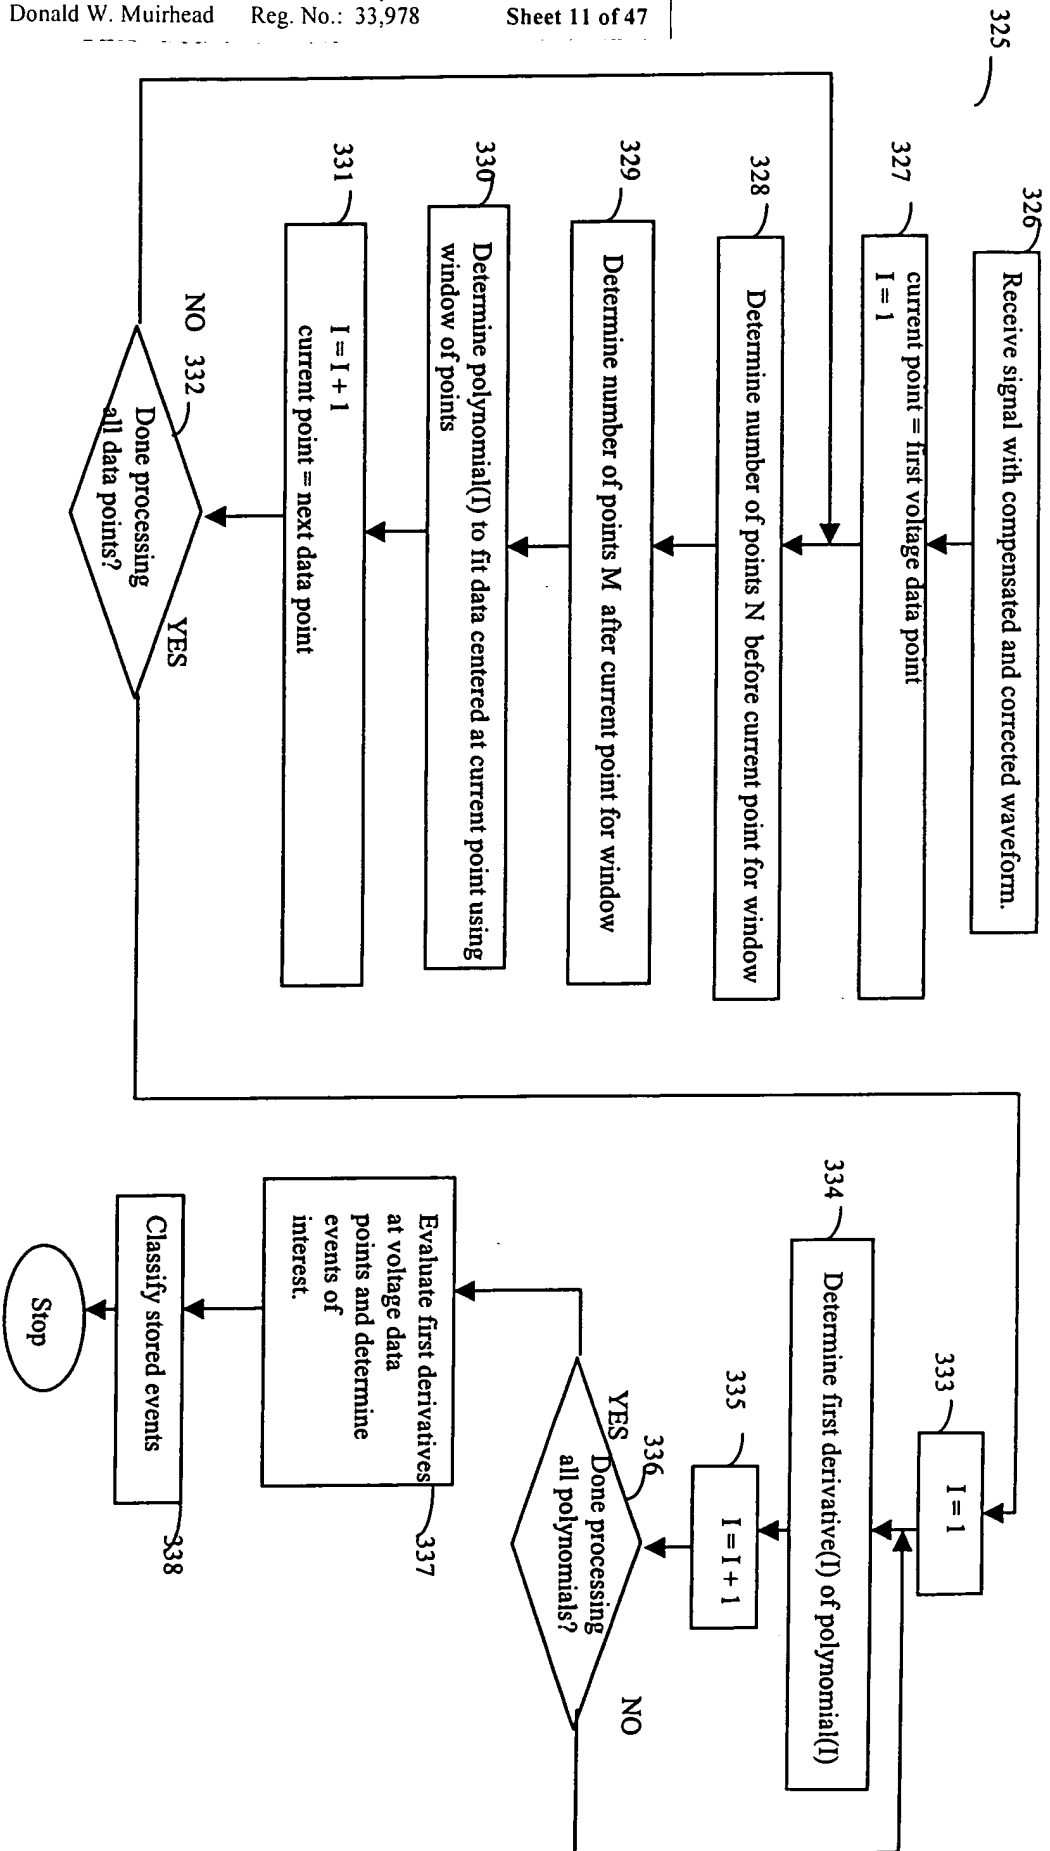 Donald W. Muirhead Reg. No.: 33,978 Sheet 11 of 47
325
326
Receive signal with compensated and corrected waveform.
327
current point = first voltage data point
I = 1
328
Determine number of points N before current point for window
329
Determine number of points M after current point for window
330
Determine polynomial(I) to fit data centered at current point using
window of points
331
I = I + 1
current point = next data point
NO 332
Done processing
all data points?
YES
333
I = 1
334
Determine first derivative(I) of polynomial(I)
335
I = I + 1
336
YES
Done processing
all polynomials?
NO
Evaluate first derivatives
at voltage data
points and determine
events of
interest.
337
Classify stored events
338
Stop